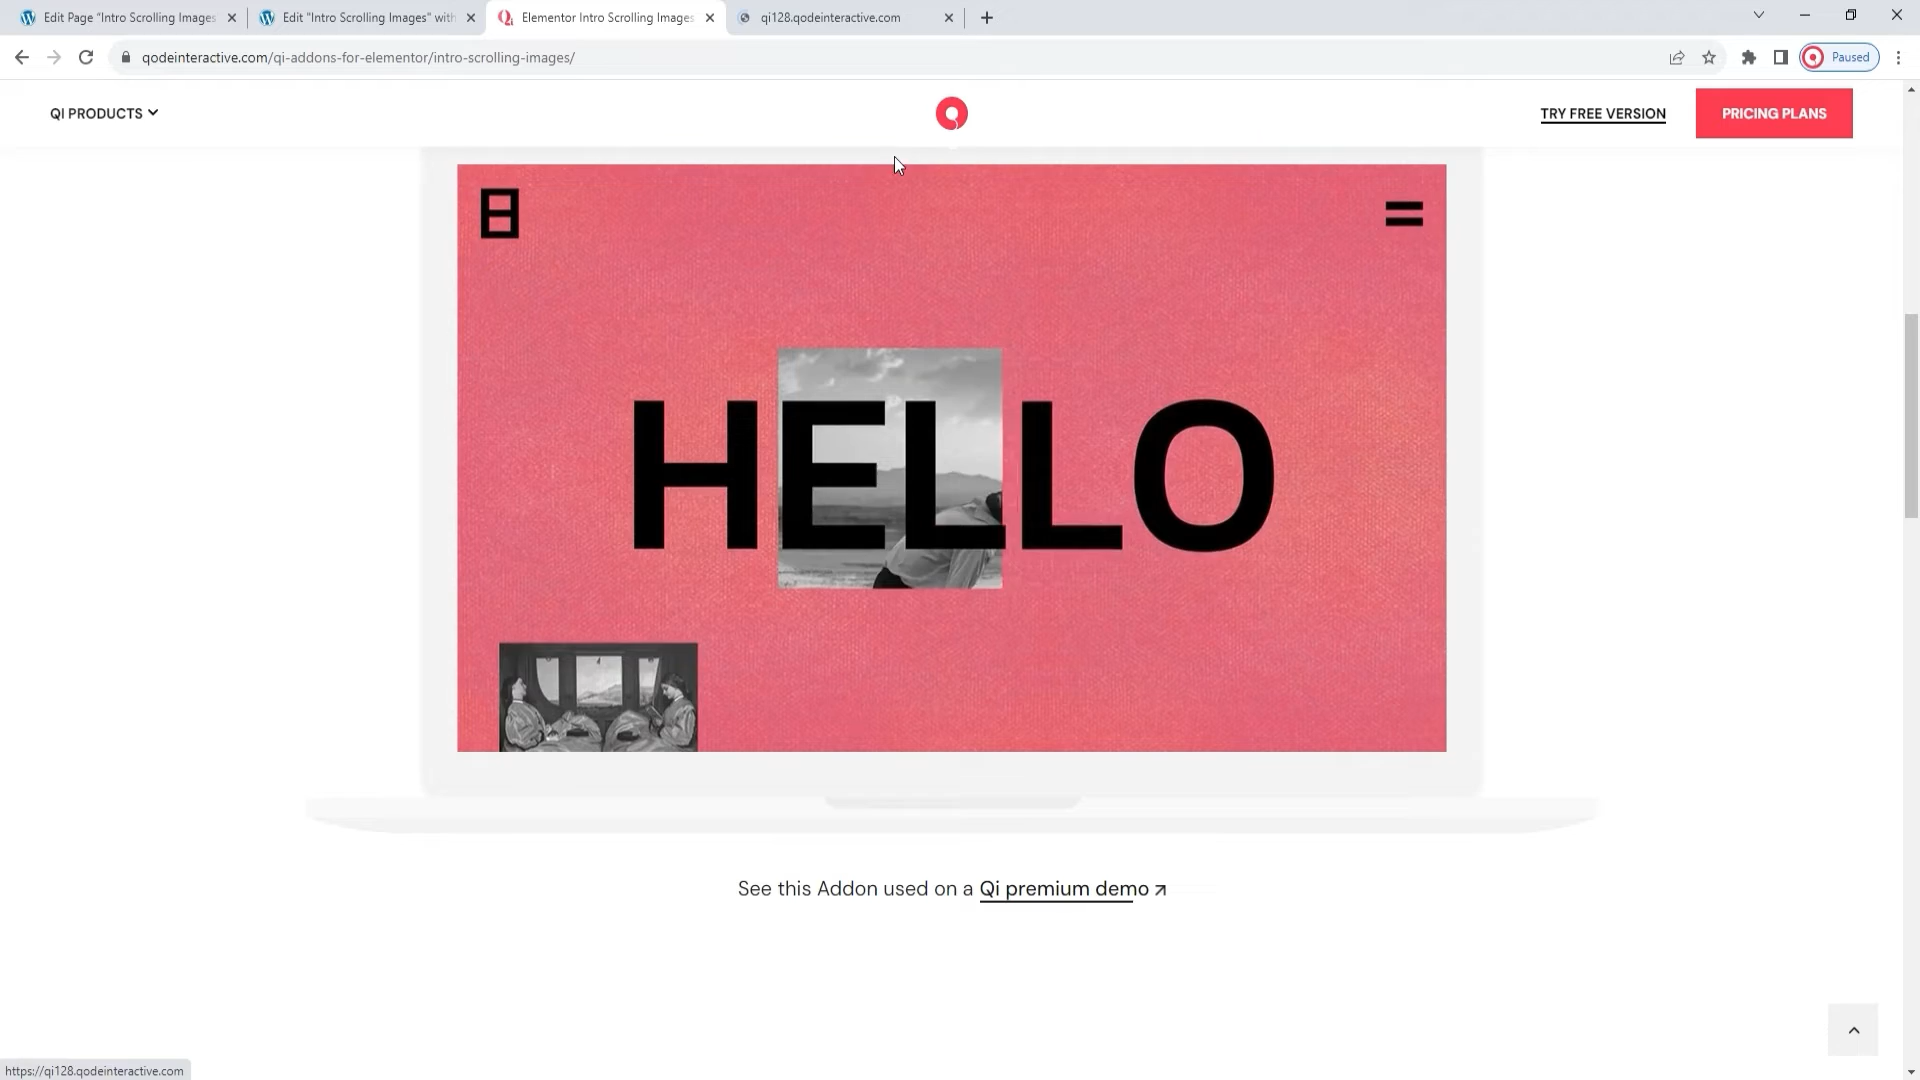 Edit Page "Intro Scrolling Images
Edit "Intro Scrolling Images" with
Elementor Intro Scrolling Images
qi128.qodeinteractive.com
qodeinteractive.com/qi-addons-for-elementor/intro-scrolling-images/
Paused
QI PRODUCTS
TRY FREE VERSION
PRICING PLANS
HELLO
See this Addon used on a Qi premium demo
https://qi128.qodeinteractive.com